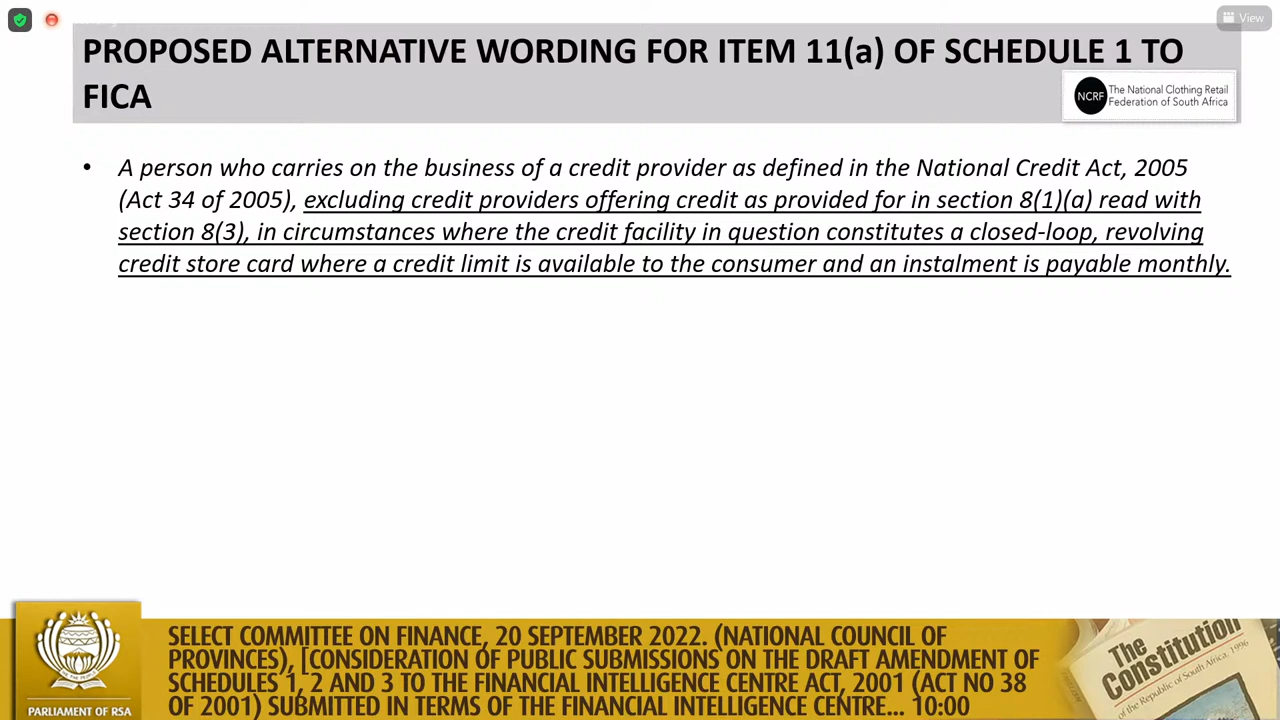 View
PROPOSED ALTERNATIVE WORDING FOR ITEM 11(a) OF SCHEDULE 1 TO
FICA
NCRF
The National Clothing Retail
Federation of South Africa
• A person who carries on the business of a credit provider as defined in the National Credit Act, 2005
(Act 34 of 2005), excluding credit providers offering credit as provided for in section 8(1)(a) read with
section 8(3), in circumstances where the credit facility in question constitutes a closed-loop, revolving
credit store card where a credit limit is available to the consumer and an instalment is payable monthly.
SELECT COMMITTEE ON FINANCE, 20 SEPTEMBER 2022. (NATIONAL COUNCIL OF
PROVINCES), [CONSIDERATION OF PUBLIC SUBMISSIONS ON THE DRAFT AMENDMENT OF
SCHEDULES 1, 2 AND 3 TO THE FINANCIAL INTELLIGENCE CENTRE ACT, 2001 (ACT NO 38
OF 2001) SUBMITTED IN TERMS OF THE FINANCIAL INTELLIGENCE CENTRE... 10:00
PARLIAMENT OF RSA
The
Constitution
of the Republic of South Africa, 1996